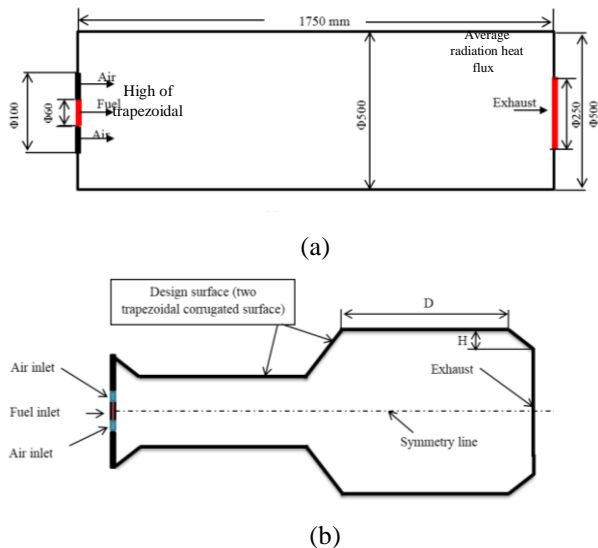 1750 mm
Average
radiation heat
flux
Air
Fuel
High of
trapezoidal
Air
Exhaust
Φ100
Φ60
Φ500
Φ250
Φ500
(a)
Design surface (two
trapezoidal corrugated surface)
D
H
Air inlet
Fuel inlet
Air inlet
Exhaust
Symmetry line
(b)